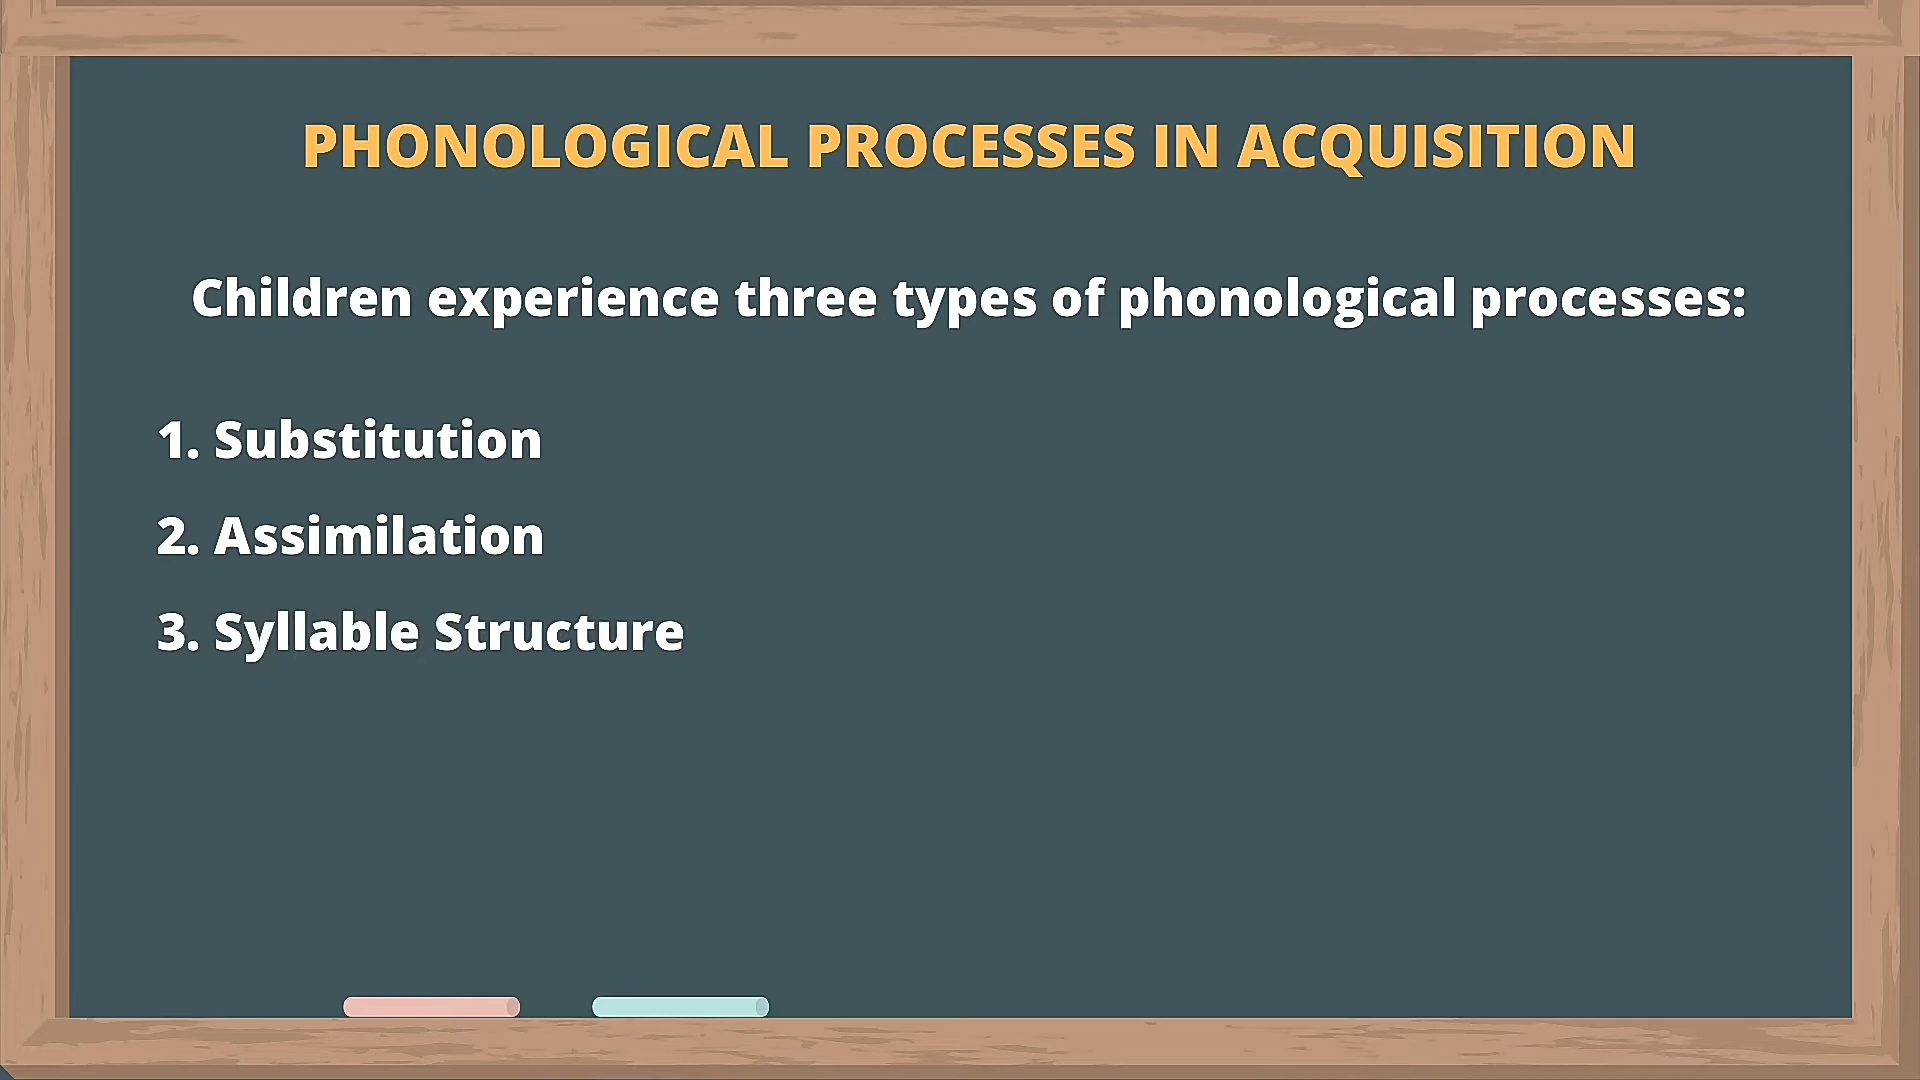 PHONOLOGICAL PROCESSES IN ACQUISITION
Children experience three types of phonological processes:
1. Substitution
2. Assimilation
3. Syllable Structure